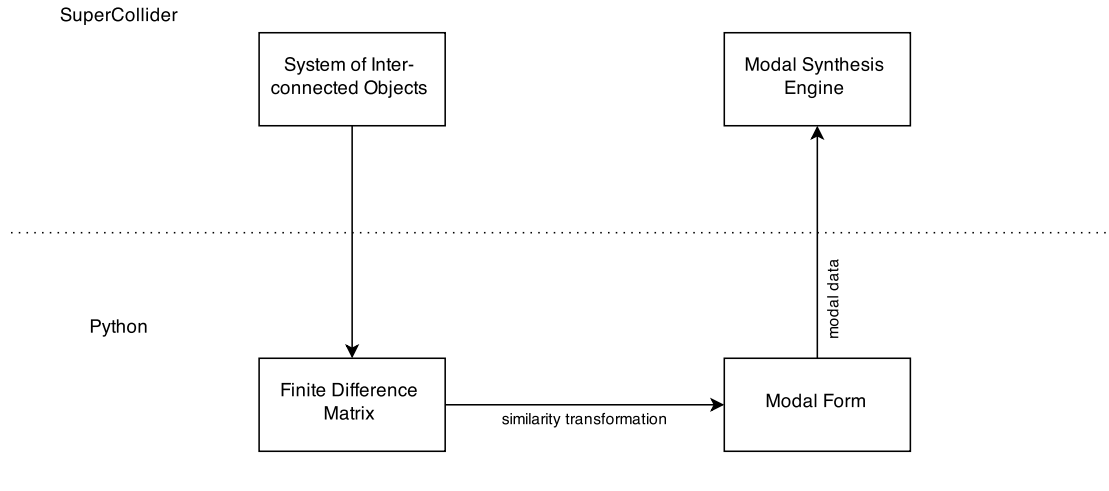 SuperCollider
System of Inter-
connected Objects
Modal Synthesis
Engine
modal data
Python
Finite Difference
Matrix
similarity transformation
Modal Form